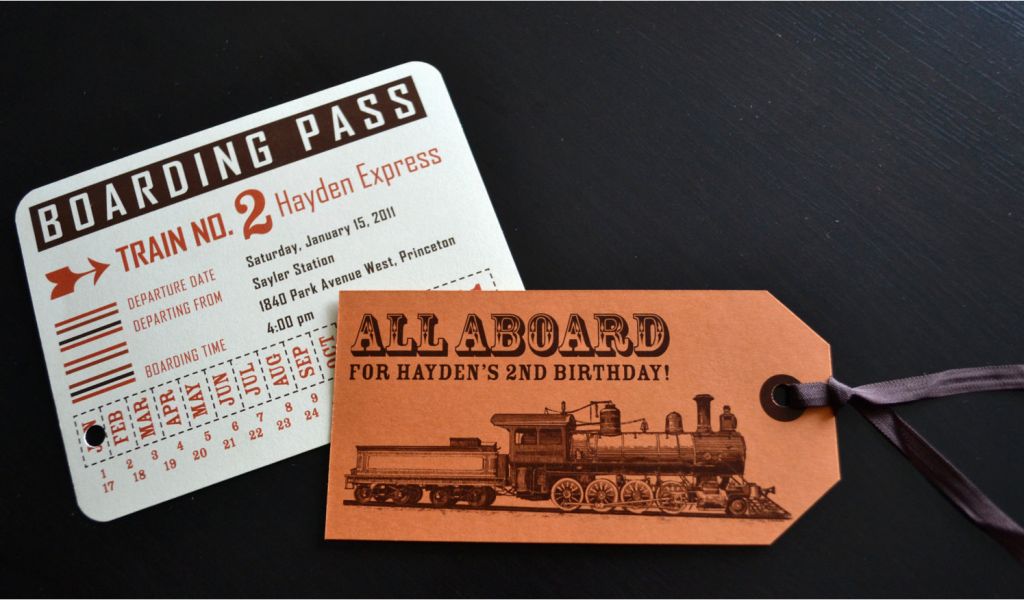 BOARDING PASS
TRAIN NO. 2 Hayden Express
DEPARTURE DATE Saturday, January 15, 2011
DEPARTING FROM Sayler Station
1840 Park Avenue West, Princeton
BOARDING TIME 4:00 pm
JAN FEB MAR APR MAY JUN JUL AUG SEP OCT
1 2 3 4 5 6 7 8 9
17 18 19 20 21 22 23 24
ALL ABOARD
FOR HAYDEN'S 2ND BIRTHDAY!